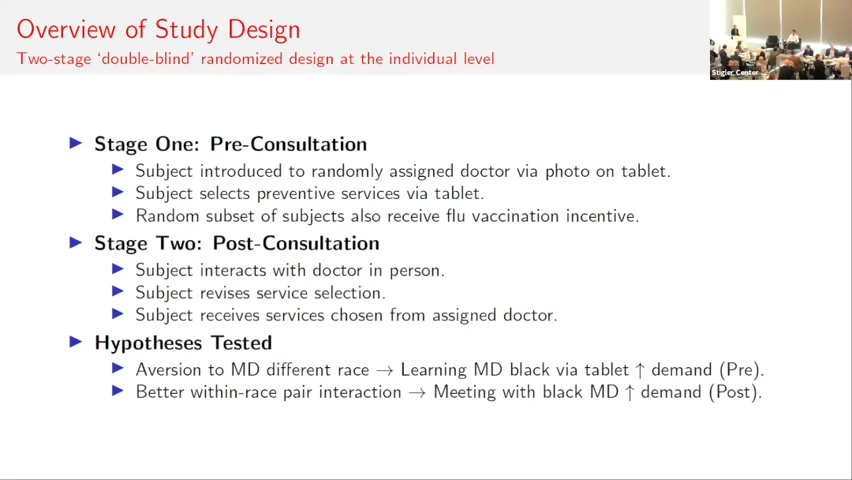 Overview of Study Design
Two-stage ‘double-blind’ randomized design at the individual level
Stigler Center
Stage One: Pre-Consultation
Subject introduced to randomly assigned doctor via photo on tablet.
Subject selects preventive services via tablet.
Random subset of subjects also receive flu vaccination incentive.
Stage Two: Post-Consultation
Subject interacts with doctor in person.
Subject revises service selection.
Subject receives services chosen from assigned doctor.
Hypotheses Tested
Aversion to MD different race → Learning MD black via tablet ↑ demand (Pre).
Better within-race pair interaction → Meeting with black MD ↑ demand (Post).